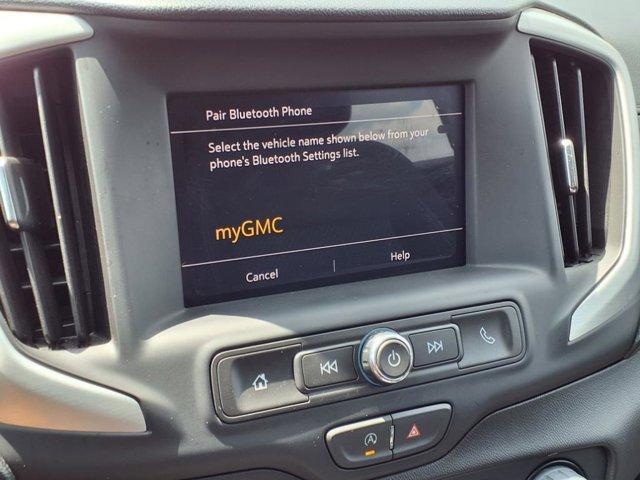 Pair Bluetooth Phone
Select the vehicle name shown below from your
phone's Bluetooth Settings list.
myGMC
Cancel
Help